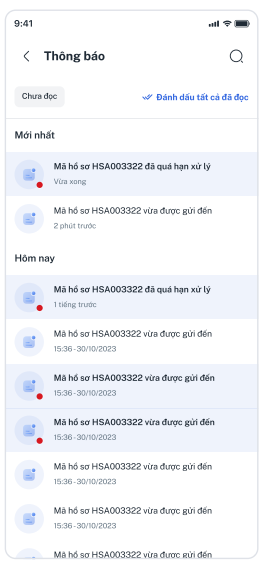 9:41
Thông báo
Chưa đọc
Đánh dấu tất cả đã đọc
Mới nhất
Mã hồ sơ HSA003322 đã quá hạn xử lý
Vừa xong
Mã hồ sơ HSA003322 vừa được gửi đến
2 phút trước
Hôm nay
Mã hồ sơ HSA003322 đã quá hạn xử lý
1 tiếng trước
Mã hồ sơ HSA003322 vừa được gửi đến
15:36 - 30/10/2023
Mã hồ sơ HSA003322 vừa được gửi đến
15:36 - 30/10/2023
Mã hồ sơ HSA003322 vừa được gửi đến
15:36 - 30/10/2023
Mã hồ sơ HSA003322 vừa được gửi đến
15:36 - 30/10/2023
Mã hồ sơ HSA003322 vừa được gửi đến
15:36 - 30/10/2023
Mã hồ sơ HSA003322 vừa được gửi đến